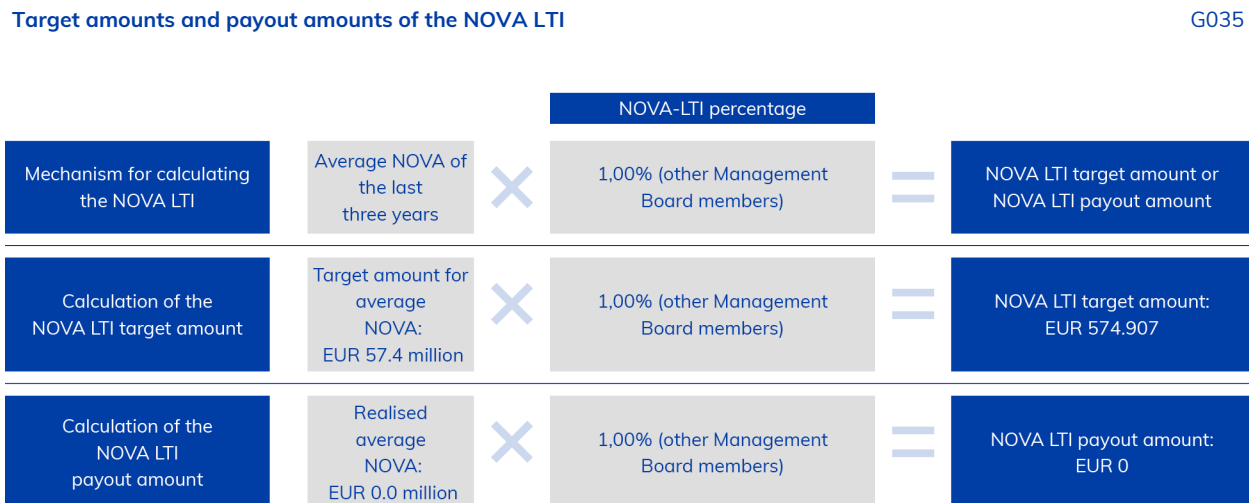 Target amounts and payout amounts of the NOVA LTI
G035
NOVA-LTI percentage
Mechanism for calculating
the NOVA LTI
Average NOVA of
the last
three years
×
1,00% (other Management
Board members)
=
NOVA LTI target amount or
NOVA LTI payout amount
Calculation of the
NOVA LTI target amount
Target amount for
average
NOVA:
EUR 57.4 million
×
1,00% (other Management
Board members)
=
NOVA LTI target amount:
EUR 574.907
Calculation of the
NOVA LTI
payout amount
Realised
average
NOVA:
EUR 0.0 million
×
1,00% (other Management
Board members)
=
NOVA LTI payout amount:
EUR 0